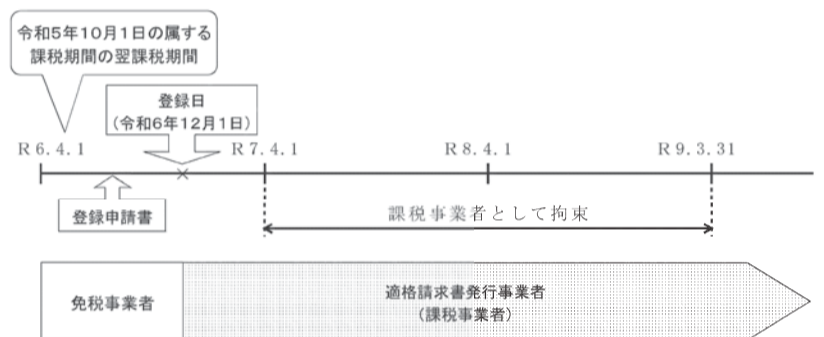 令和5年10月1日の属する
課税期間の翌課税期間
登録日
（令和6年12月1日）
R6.4.1
R7.4.1
R8.4.1
R9.3.31
登録申請書
課税事業者として拘束
免税事業者
適格請求書発行事業者
（課税事業者）